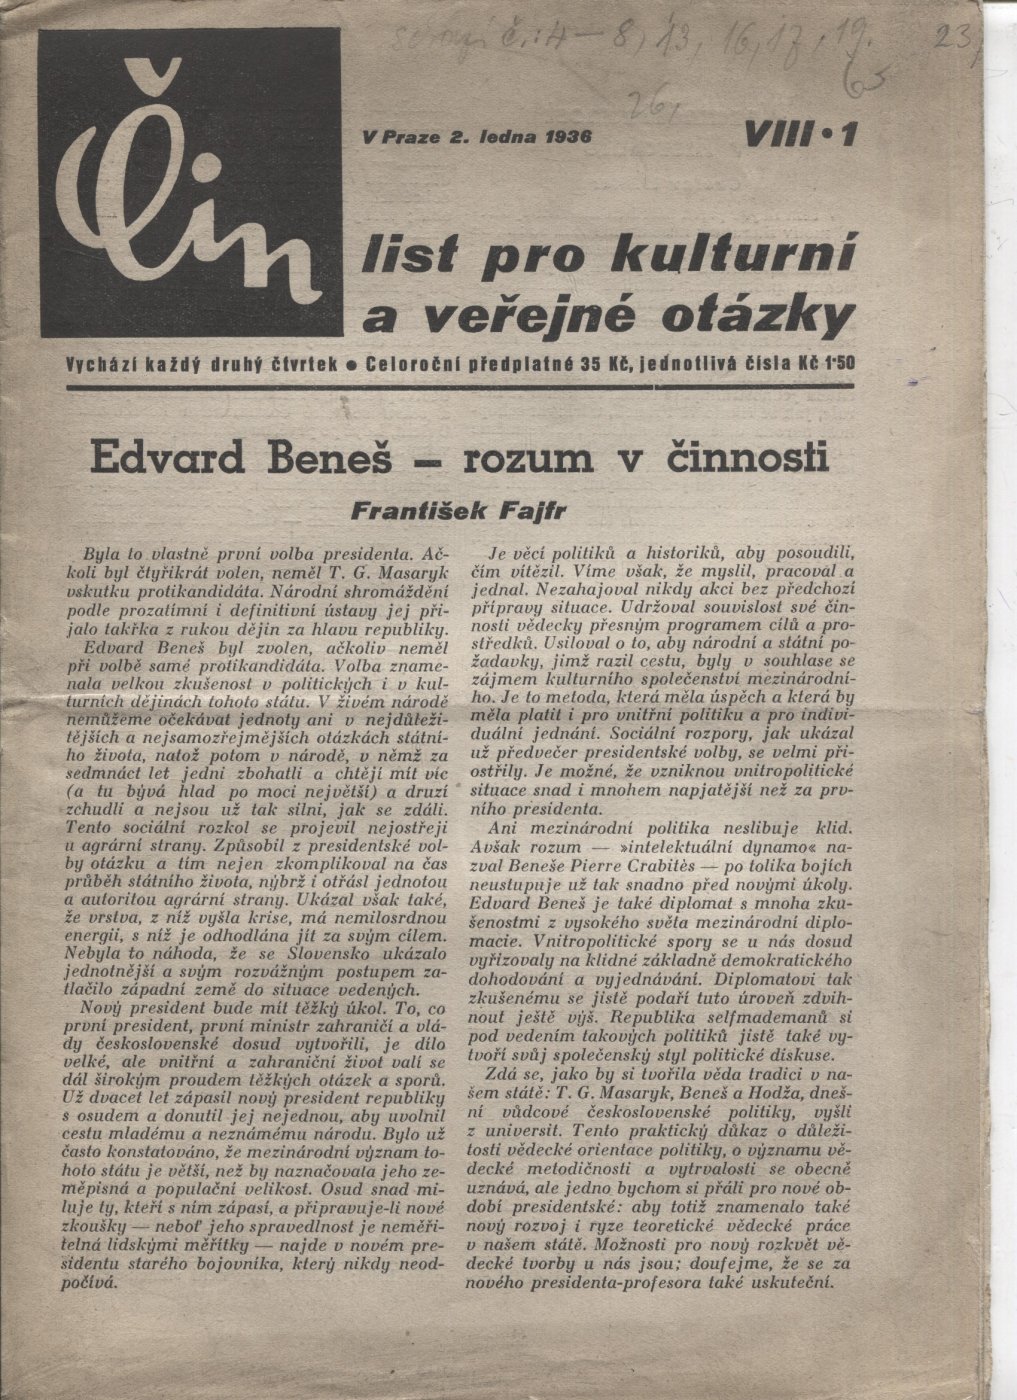 č.: 4 – 8, 13, 16, 17, 19. 23,
26,
65
Čin
V Praze 2. ledna 1936
VIII • 1
list pro kulturní
a veřejné otázky
Vychází každý druhý čtvrtek ● Celoroční předplatné 35 Kč, jednotlivá čísla Kč 1·50
Edvard Beneš – rozum v činnosti
František Fajfr
Byla to vlastně první volba presidenta. Ač-
koli byl čtyřikrát volen, neměl T. G. Masaryk
vskutku protikandidáta. Národní shromáždění
podle prozatímní i definitivní ústavy jej při-
jalo takřka z rukou dějin za hlavu republiky.
Edvard Beneš byl zvolen, ačkoliv neměl
při volbě samé protikandidáta. Volba zname-
nala velkou zkušenost v politických i v kul-
turních dějinách tohoto státu. V živém národě
nemůžeme očekávat jednoty ani v nejdůleži-
tějších a nejsamozřejmějších otázkách státní-
ho života, natož potom v národě, v němž za
sedmnáct let jedni zbohatli a chtějí mít víc
(a tu bývá hlad po moci největší) a druzí
zchudli a nejsou už tak silni, jak se zdáli.
Tento sociální rozkol se projevil nejostřeji
u agrární strany. Způsobil z presidentské vol-
by otázku a tím nejen zkomplikoval na čas
průběh státního života, nýbrž i otřásl jednotou
a autoritou agrární strany. Ukázal však také,
že vrstva, z níž vyšla krise, má nemilosrdnou
energii, s níž je odhodlána jít za svým cílem.
Nebyla to náhoda, že se Slovensko ukázalo
jednotnější a svým rozvážným postupem za-
tlačilo západní země do situace vedených.
Nový president bude mít těžký úkol. To, co
první president, první ministr zahraničí a vlá-
dy československé dosud vytvořili, je dílo
velké, ale vnitřní a zahraniční život valí se
dál širokým proudem těžkých otázek a sporů.
Už dvacet let zápasil nový president republiky
s osudem a donutil jej nejednou, aby uvolnil
cestu mladému a neznámému národu. Bylo už
často konstatováno, že mezinárodní význam to-
hoto státu je větší, než by naznačovala jeho ze-
měpisná a populační velikost. Osud snad mi-
luje ty, kteří s ním zápasí, a připravuje-li nové
zkoušky — neboť jeho spravedlnost je neměři-
telná lidskými měřítky — najde v novém pre-
sidentu starého bojovníka, který nikdy neod-
počívá.
Je věcí politiků a historiků, aby posoudili,
čím vítězil. Víme však, že myslil, pracoval a
jednal. Nezahajoval nikdy akci bez předchozí
přípravy situace. Udržoval souvislost své čin-
nosti vědecky přesným programem cílů a pro-
středků. Usiloval o to, aby národní a státní po-
žadavky, jimž razil cestu, byly v souhlase se
zájmem kulturního společenství mezinárodní-
ho. Je to metoda, která měla úspěch a která by
měla platit i pro vnitřní politiku a pro indivi-
duální jednání. Sociální rozpory, jak ukázal
už předvečer presidentské volby, se velmi při-
ostřily. Je možné, že vzniknou vnitropolitické
situace snad i mnohem napjatější než za prv-
ního presidenta.
Ani mezinárodní politika neslibuje klid.
Avšak rozum — »intelektuální dynamo« na-
zval Beneše Pierre Crabitès — po tolika bojích
neustupuje už tak snadno před novými úkoly.
Edvard Beneš je také diplomat s mnoha zku-
šenostmi z vysokého světa mezinárodní diplo-
macie. Vnitropolitické spory se u nás dosud
vyřizovaly na klidné základně demokratického
dohodování a vyjednávání. Diplomatovi tak
zkušenému se jistě podaří tuto úroveň zdvih-
nout ještě výš. Republika selfmademanů si
pod vedením takových politiků jistě také vy-
tvoří svůj společenský styl politické diskuse.
Zdá se, jako by si tvořila věda tradici v na-
šem státě: T. G. Masaryk, Beneš a Hodža, dneš-
ní vůdcové československé politiky, vyšli
z universit. Tento praktický důkaz o důleži-
tosti vědecké orientace politiky, o významu vě-
decké metodičnosti a vytrvalosti se obecně
uznává, ale jedno bychom si přáli pro nové ob-
dobí presidentské: aby totiž znamenalo také
nový rozvoj i ryze teoretické vědecké práce
v našem státě. Možnosti pro nový rozkvět vě-
decké tvorby u nás jsou; doufejme, že se za
nového presidenta-profesora také uskuteční.